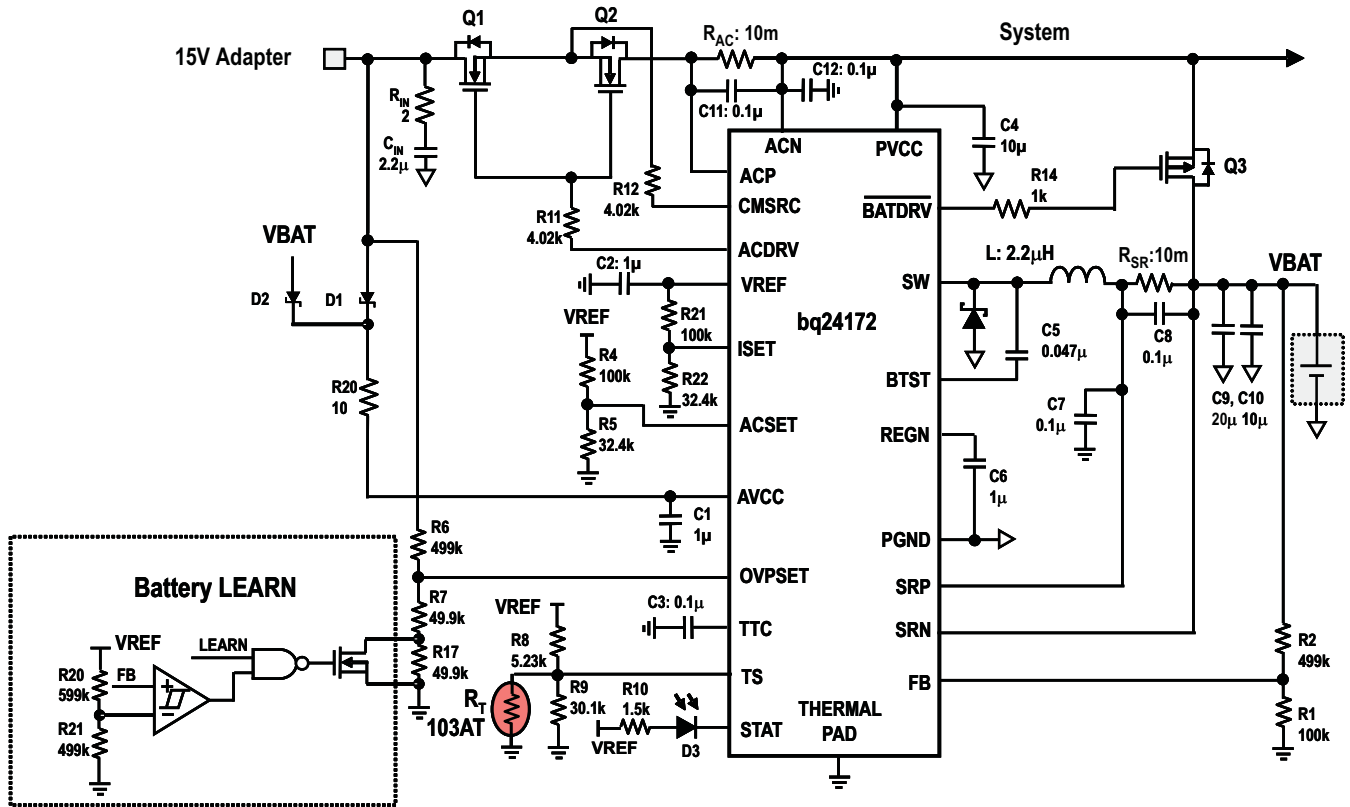 15V Adapter
Q1
Q2
R_AC: 10m
System
R_IN
2
C_IN
2.2μ
C11: 0.1μ
C12: 0.1μ
C4
10μ
ACN
PVCC
ACP
CMSRC
ACDRV
VREF
ISET
ACSET
AVCC
OVPSET
TTC
TS
STAT
bq24172
THERMAL
PAD
BATDRV
SW
BTST
REGN
PGND
SRP
SRN
FB
R12
4.02k
R11
4.02k
C2: 1μ
VREF
R21
100k
R22
32.4k
R4
100k
R5
32.4k
VBAT
D2
D1
R20
10
C1
1μ
R6
499k
R7
49.9k
R17
49.9k
C3: 0.1μ
VREF
R8
5.23k
R9
30.1k
R_T
103AT
R10
1.5k
VREF
D3
R14
1k
Q3
L: 2.2μH
R_SR:10m
VBAT
C5
0.047μ
C8
0.1μ
C7
0.1μ
C9, C10
20μ 10μ
C6
1μ
R2
499k
R1
100k
Battery LEARN
VREF
LEARN
FB
R20
599k
R21
499k